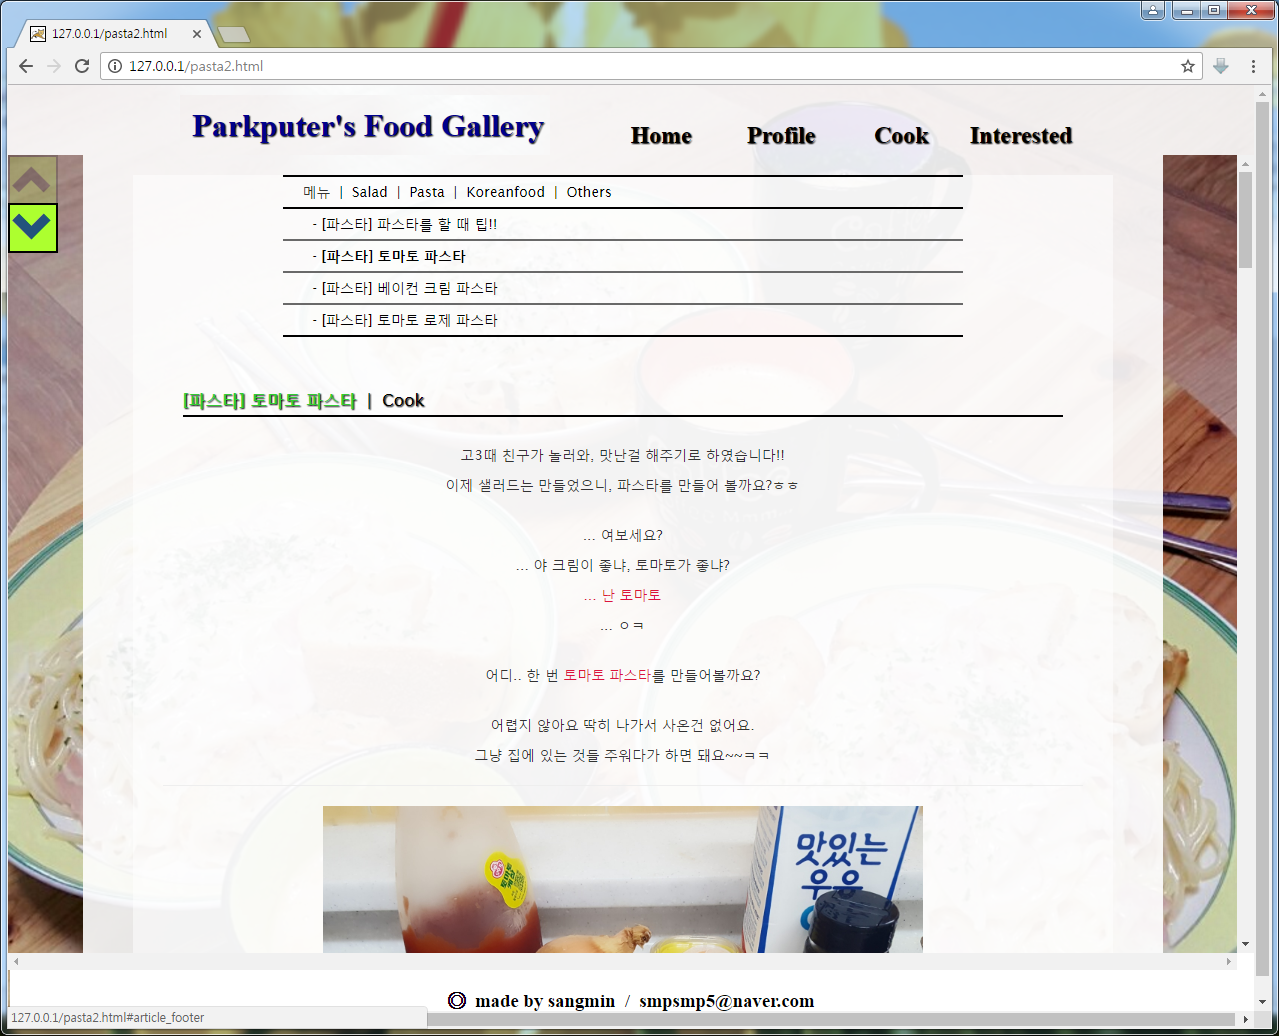 127.0.0.1/pasta2.html
127.0.0.1/pasta2.html
Parkputer's Food Gallery
Home Profile Cook Interested
메뉴 | Salad | Pasta | Koreanfood | Others
- [파스타] 파스타를 할 때 팁!!
- [파스타] 토마토 파스타
- [파스타] 베이컨 크림 파스타
- [파스타] 토마토 로제 파스타
[파스타] 토마토 파스타 | Cook
고3때 친구가 놀러와, 맛난걸 해주기로 하였습니다!!
이제 샐러드는 만들었으니, 파스타를 만들어 볼까요?ㅎㅎ
... 여보세요?
... 야 크림이 좋냐, 토마토가 좋냐?
... 난 토마토
... ㅇㅋ
어디.. 한 번 토마토 파스타를 만들어볼까요?
어렵지 않아요 딱히 나가서 사온건 없어요.
그냥 집에 있는 것들 주워다가 하면 돼요~~ㅋㅋ
맛있는
우유
made by sangmin / smpsmp5@naver.com
127.0.0.1/pasta2.html#article_footer